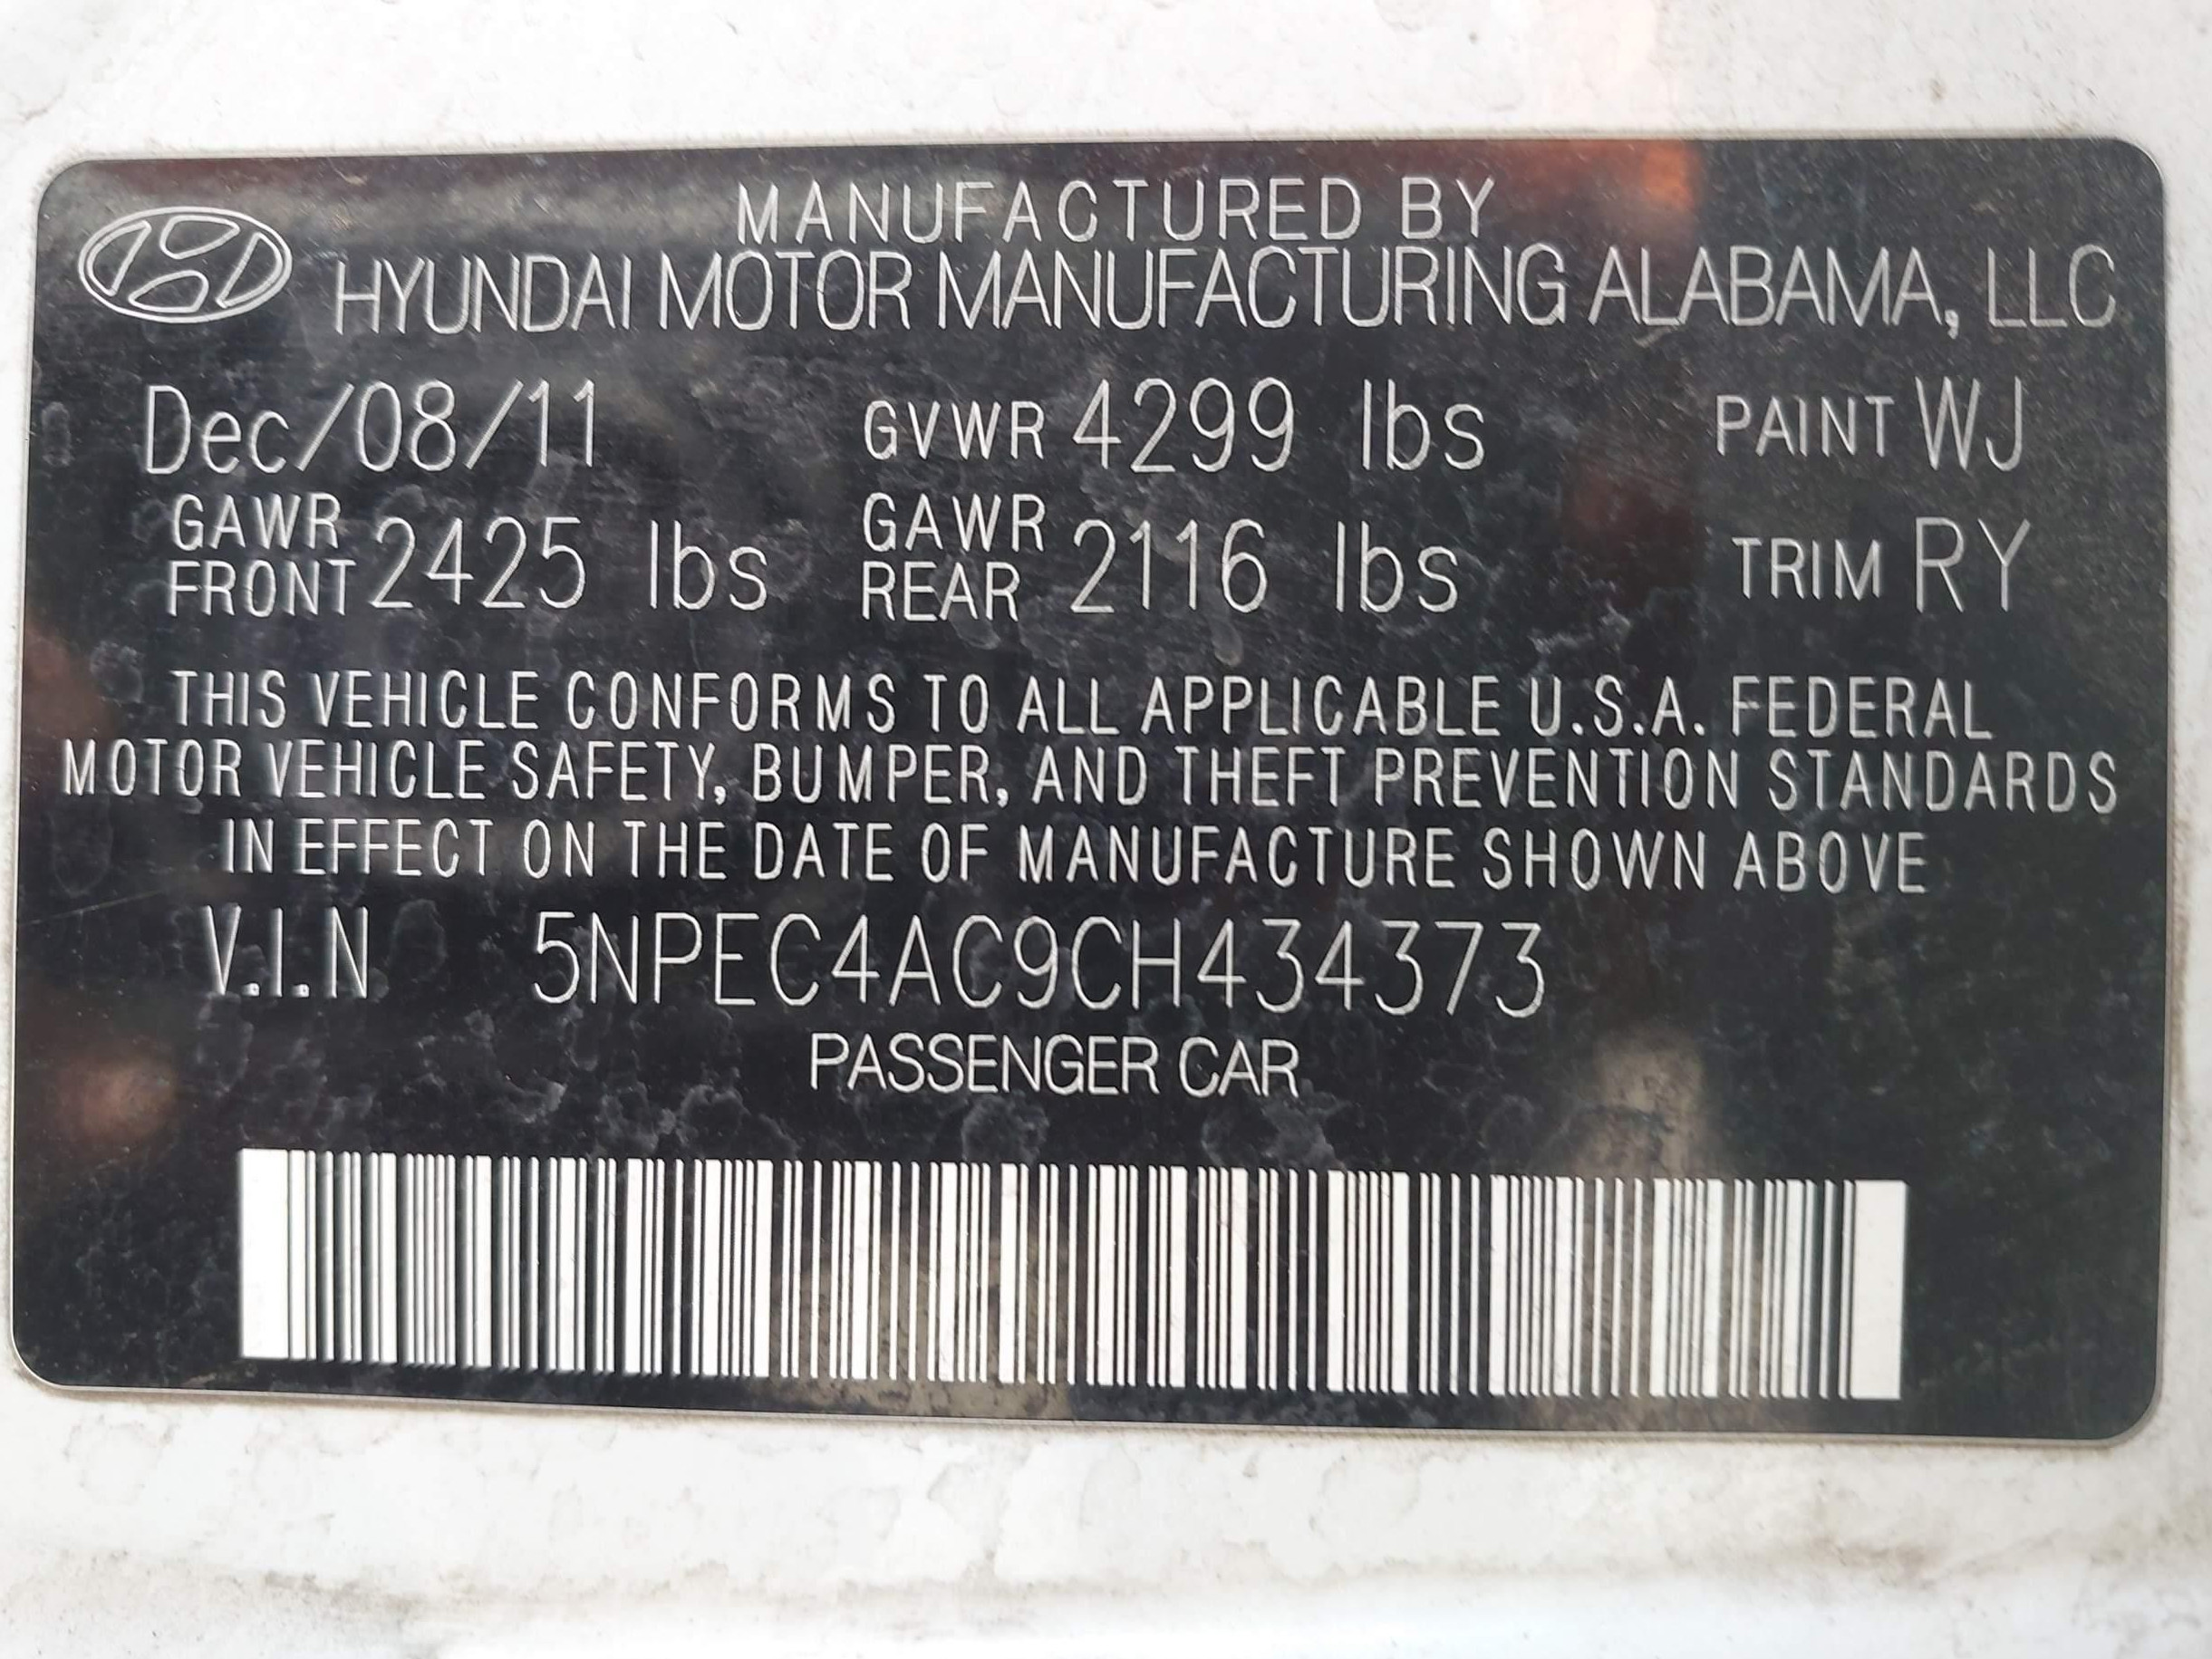 MANUFACTURED BY
HYUNDAI MOTOR MANUFACTURING ALABAMA, LLC
Dec/08/11 GVWR 4299 lbs PAINT WJ
GAWR FRONT 2425 lbs GAWR REAR 2116 lbs TRIM RY
THIS VEHICLE CONFORMS TO ALL APPLICABLE U.S.A. FEDERAL
MOTOR VEHICLE SAFETY, BUMPER, AND THEFT PREVENTION STANDARDS
IN EFFECT ON THE DATE OF MANUFACTURE SHOWN ABOVE
V.I.N 5NPEC4AC9CH434373
PASSENGER CAR